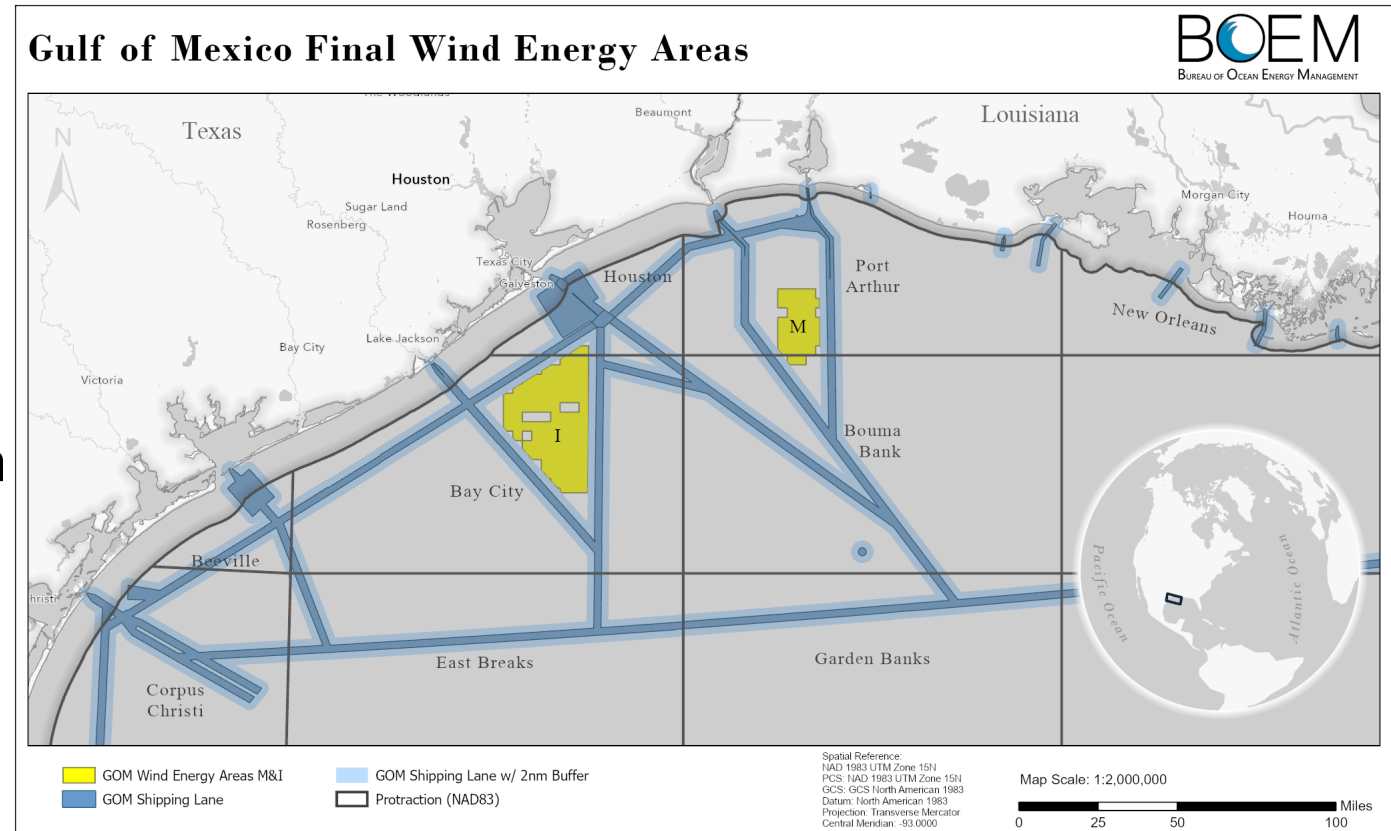 Gulf of Mexico Final Wind Energy Areas
BOEM
BUREAU OF OCEAN ENERGY MANAGEMENT
The Woodlands
Beaumont
Louisiana
Texas
N
Houston
Morgan City
Sugar Land
Houma
Rosenberg
Texas City
Galveston
Houston
Port
Arthur
New Orleans
M
Lake Jackson
Bay City
Victoria
I
Bouma
Bank
Bay City
Beeville
Pacific Ocean
Atlantic Ocean
hristi
East Breaks
Garden Banks
Corpus
Christi
GOM Wind Energy Areas M&I
GOM Shipping Lane
GOM Shipping Lane w/ 2nm Buffer
Protraction (NAD83)
Spatial Reference:
NAD 1983 UTM Zone 15N
PCS: NAD 1983 UTM Zone 15N
GCS: GCS North American 1983
Datum: North American 1983
Projection: Transverse Mercator
Central Meridian: -93.0000
Map Scale: 1:2,000,000
Miles
0 25 50 100